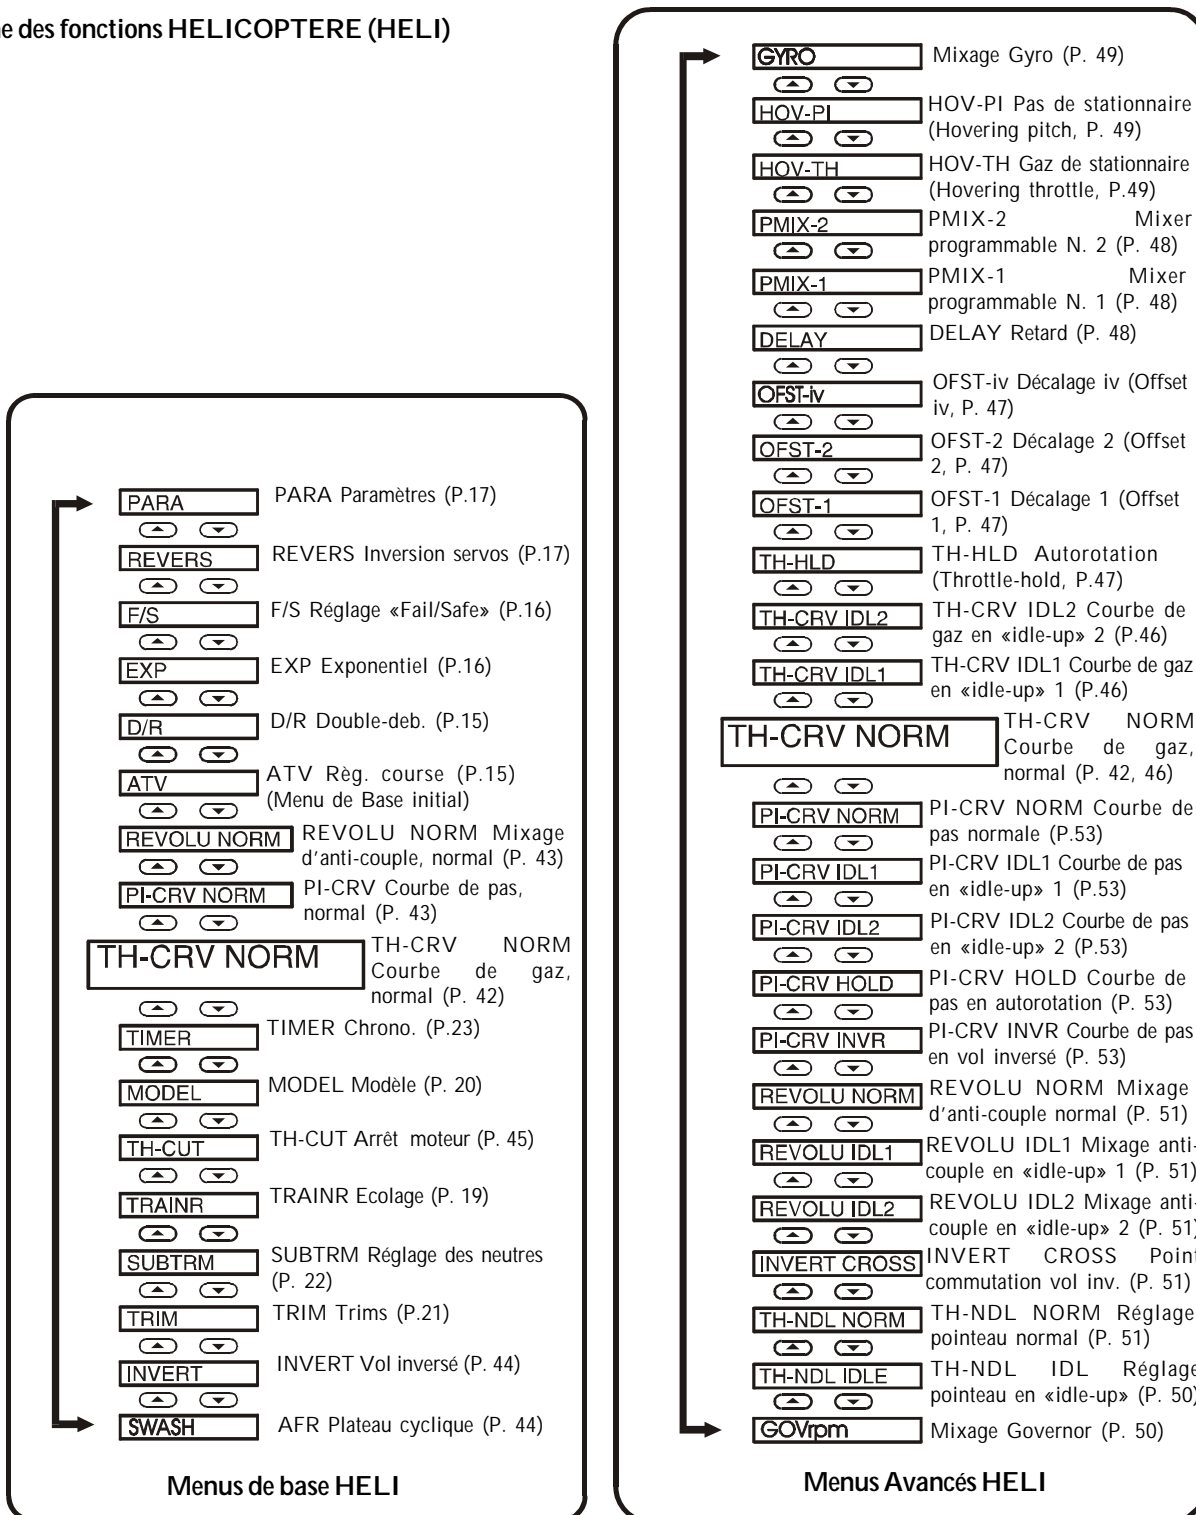 e des fonctions HELICOPTERE (HELI)
PARA
PARA Paramètres (P.17)
REVERS
REVERS Inversion servos (P.17)
F/S
F/S Réglage «Fail/Safe» (P.16)
EXP
EXP Exponentiel (P.16)
D/R
D/R Double-deb. (P.15)
ATV
ATV Règ. course (P.15)
(Menu de Base initial)
REVOLU NORM
REVOLU NORM Mixage
d'anti-couple, normal (P. 43)
PI-CRV NORM
PI-CRV Courbe de pas,
normal (P. 43)
TH-CRV NORM
TH-CRV NORM
Courbe de gaz,
normal (P. 42)
TIMER
TIMER Chrono. (P.23)
MODEL
MODEL Modèle (P. 20)
TH-CUT
TH-CUT Arrêt moteur (P. 45)
TRAINR
TRAINR Ecolage (P. 19)
SUBTRM
SUBTRM Réglage des neutres
(P. 22)
TRIM
TRIM Trims (P.21)
INVERT
INVERT Vol inversé (P. 44)
SWASH
AFR Plateau cyclique (P. 44)
Menus de base HELI
GYRO
Mixage Gyro (P. 49)
HOV-PI
HOV-PI Pas de stationnaire
(Hovering pitch, P. 49)
HOV-TH
HOV-TH Gaz de stationnaire
(Hovering throttle, P.49)
PMIX-2
PMIX-2 Mixer
programmable N. 2 (P. 48)
PMIX-1
PMIX-1 Mixer
programmable N. 1 (P. 48)
DELAY
DELAY Retard (P. 48)
OFST-iv
OFST-iv Décalage iv (Offset
iv, P. 47)
OFST-2
OFST-2 Décalage 2 (Offset
2, P. 47)
OFST-1
OFST-1 Décalage 1 (Offset
1, P. 47)
TH-HLD
TH-HLD Autorotation
(Throttle-hold, P.47)
TH-CRV IDL2
TH-CRV IDL2 Courbe de
gaz en «idle-up» 2 (P.46)
TH-CRV IDL1
TH-CRV IDL1 Courbe de gaz
en «idle-up» 1 (P.46)
TH-CRV NORM
TH-CRV NORM
Courbe de gaz,
normal (P. 42, 46)
PI-CRV NORM
PI-CRV NORM Courbe de
pas normale (P.53)
PI-CRV IDL1
PI-CRV IDL1 Courbe de pas
en «idle-up» 1 (P.53)
PI-CRV IDL2
PI-CRV IDL2 Courbe de pas
en «idle-up» 2 (P.53)
PI-CRV HOLD
PI-CRV HOLD Courbe de
pas en autorotation (P. 53)
PI-CRV INVR
PI-CRV INVR Courbe de pas
en vol inversé (P. 53)
REVOLU NORM
REVOLU NORM Mixage
d'anti-couple normal (P. 51)
REVOLU IDL1
REVOLU IDL1 Mixage anti-
couple en «idle-up» 1 (P. 51)
REVOLU IDL2
REVOLU IDL2 Mixage anti-
couple en «idle-up» 2 (P. 51)
INVERT CROSS
INVERT CROSS Point
commutation vol inv. (P. 51)
TH-NDL NORM
TH-NDL NORM Réglage
pointeau normal (P. 51)
TH-NDL IDLE
TH-NDL IDL Réglage
pointeau en «idle-up» (P. 50)
GOVrpm
Mixage Governor (P. 50)
Menus Avancés HELI